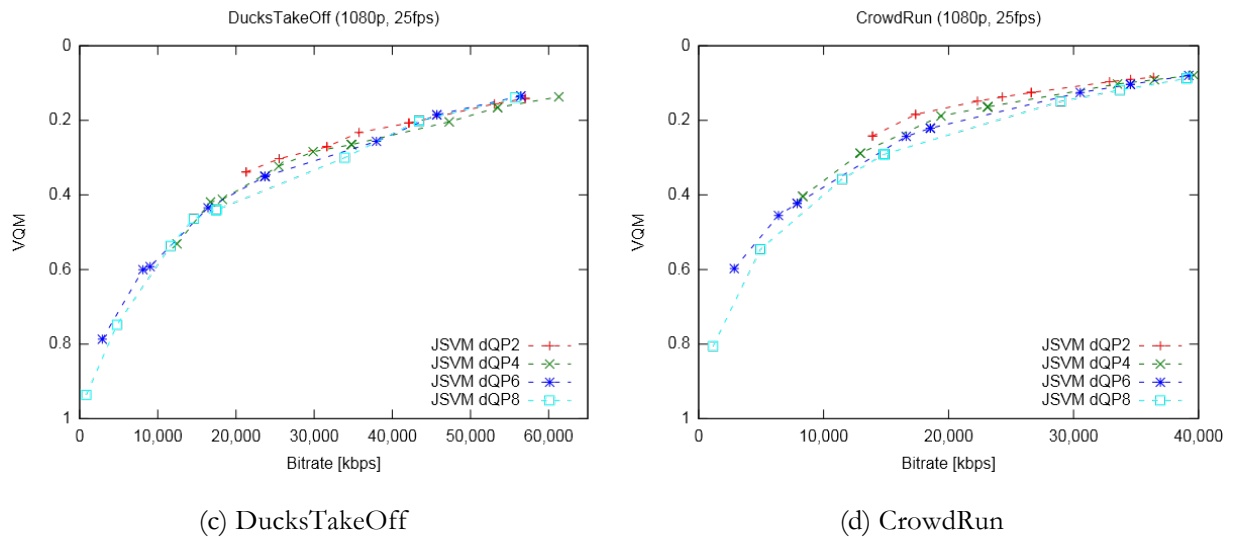 DucksTakeOff (1080p, 25fps)
0
0.2
0.4
0.6
0.8
1
VQM
0
10,000
20,000
30,000
40,000
50,000
60,000
Bitrate [kbps]
JSVM dQP2
JSVM dQP4
JSVM dQP6
JSVM dQP8
(c) DucksTakeOff
CrowdRun (1080p, 25fps)
0
0.2
0.4
0.6
0.8
1
VQM
0
10,000
20,000
30,000
40,000
Bitrate [kbps]
JSVM dQP2
JSVM dQP4
JSVM dQP6
JSVM dQP8
(d) CrowdRun